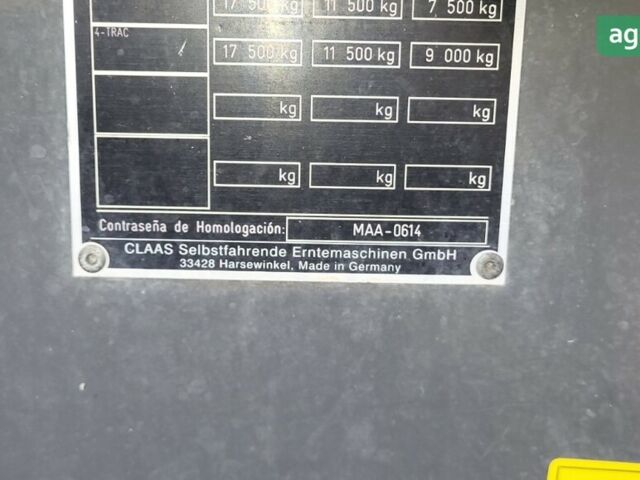 17 500 kg 11 500 kg 7 500 kg
4-TRAC
17 500 kg 11 500 kg 9 000 kg
kg kg kg
kg kg kg
Contraseña de Homologación: MAA-0614
CLAAS Selbstfahrende Erntemaschinen GmbH
33428 Harsewinkel, Made in Germany
ag